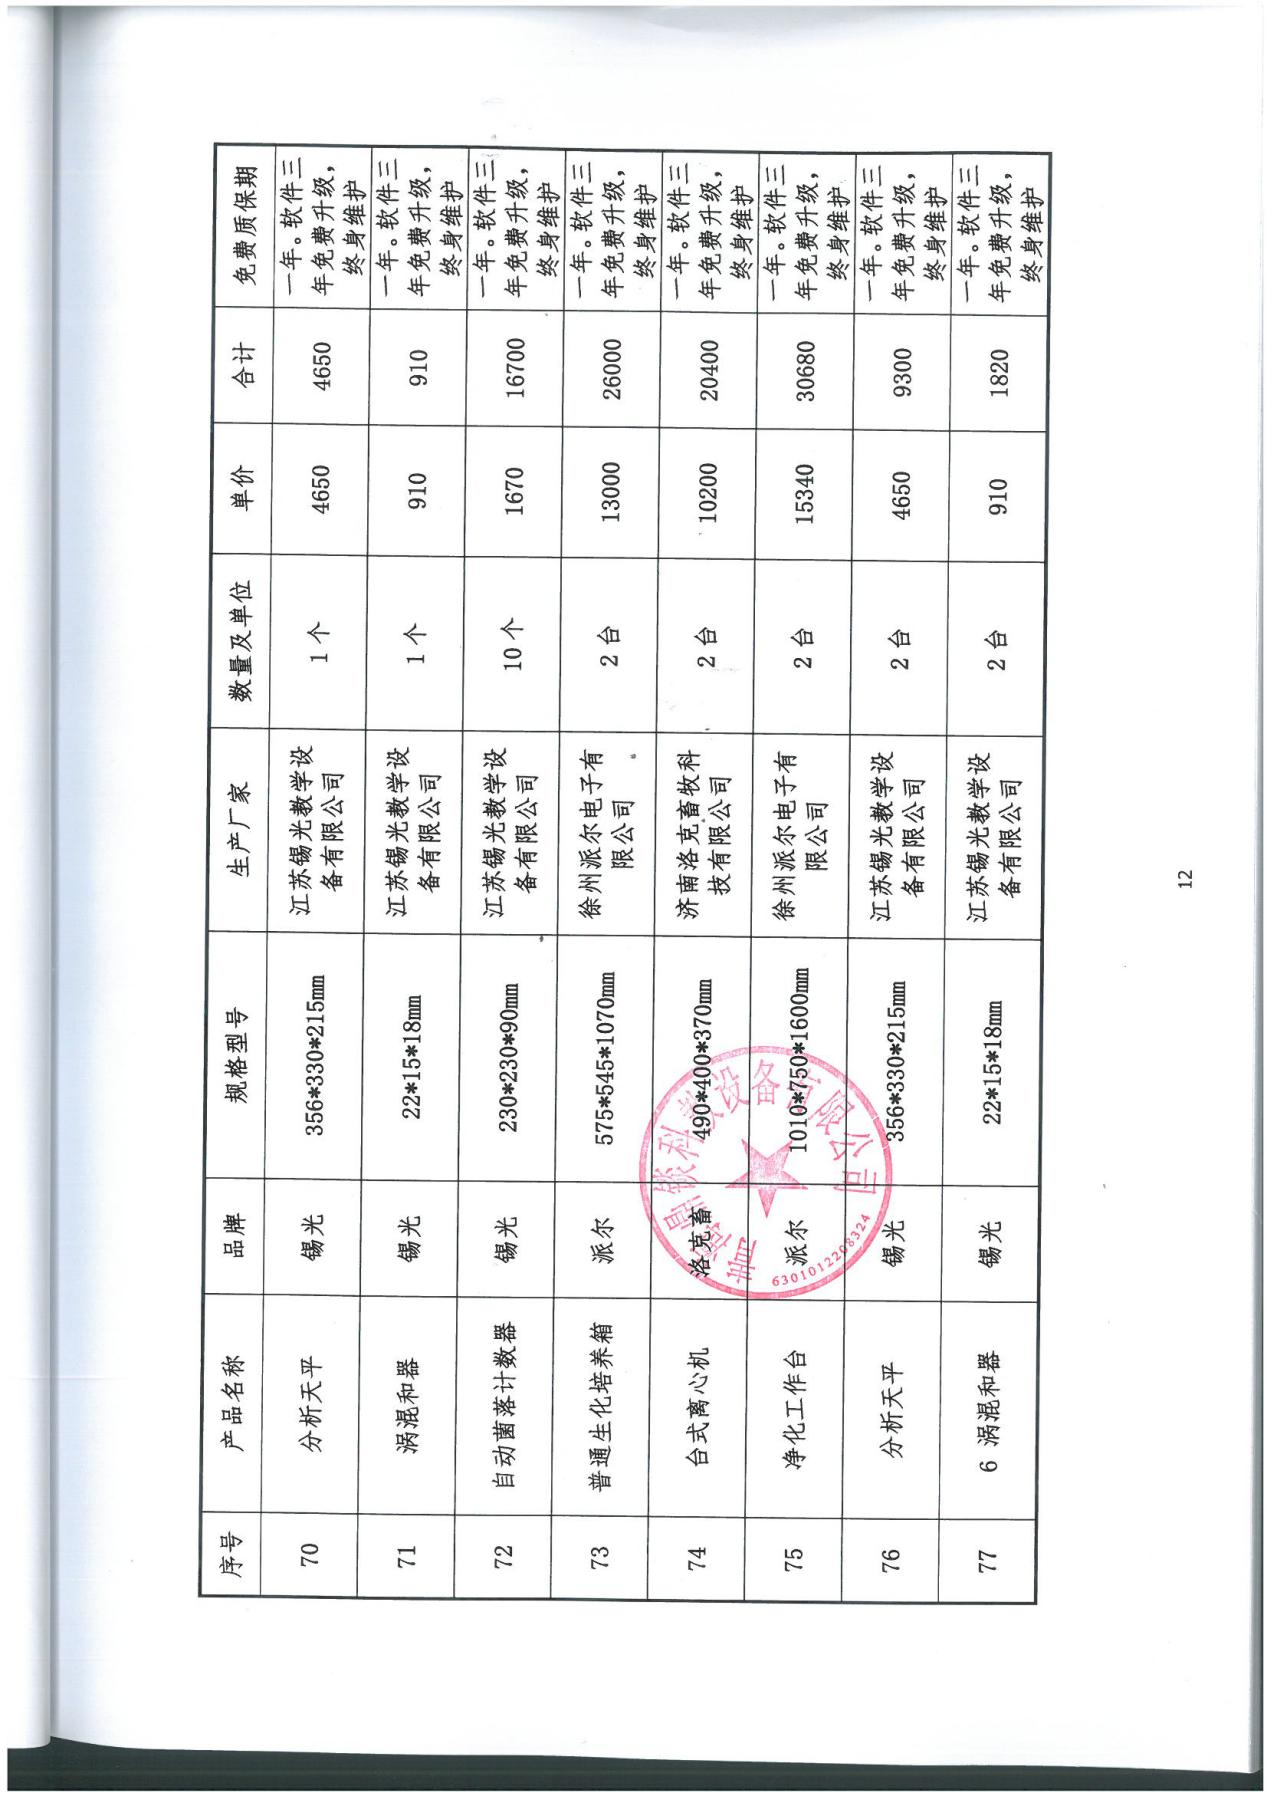 序号 产品名称 品牌 规格型号 生产厂家 数量及单位 单价 合计 免费质保期
70 分析天平 锡光 356*330*215mm 江苏锡光教学设备有限公司 1个 4650 4650 一年。软件三年免费升级，终身维护
71 涡混和器 锡光 22*15*18mm 江苏锡光教学设备有限公司 1个 910 910 一年。软件三年免费升级，终身维护
72 自动菌落计数器 锡光 230*230*90mm 江苏锡光教学设备有限公司 10个 1670 16700 一年。软件三年免费升级，终身维护
73 普通生化培养箱 派尔 575*545*1070mm 徐州派尔电子有限公司 2台 13000 26000 一年。软件三年免费升级，终身维护
74 台式离心机 洛克畜 490*400*370mm 济南洛克畜牧科技有限公司 2台 10200 20400 一年。软件三年免费升级，终身维护
75 净化工作台 派尔 1010*750*1600mm 徐州派尔电子有限公司 2台 15340 30680 一年。软件三年免费升级，终身维护
76 分析天平 锡光 356*330*215mm 江苏锡光教学设备有限公司 2台 4650 9300 一年。软件三年免费升级，终身维护
77 6 涡混和器 锡光 22*15*18mm 江苏锡光教学设备有限公司 2台 910 1820 一年。软件三年免费升级，终身维护
科教设备有限公司
6301012208324
12